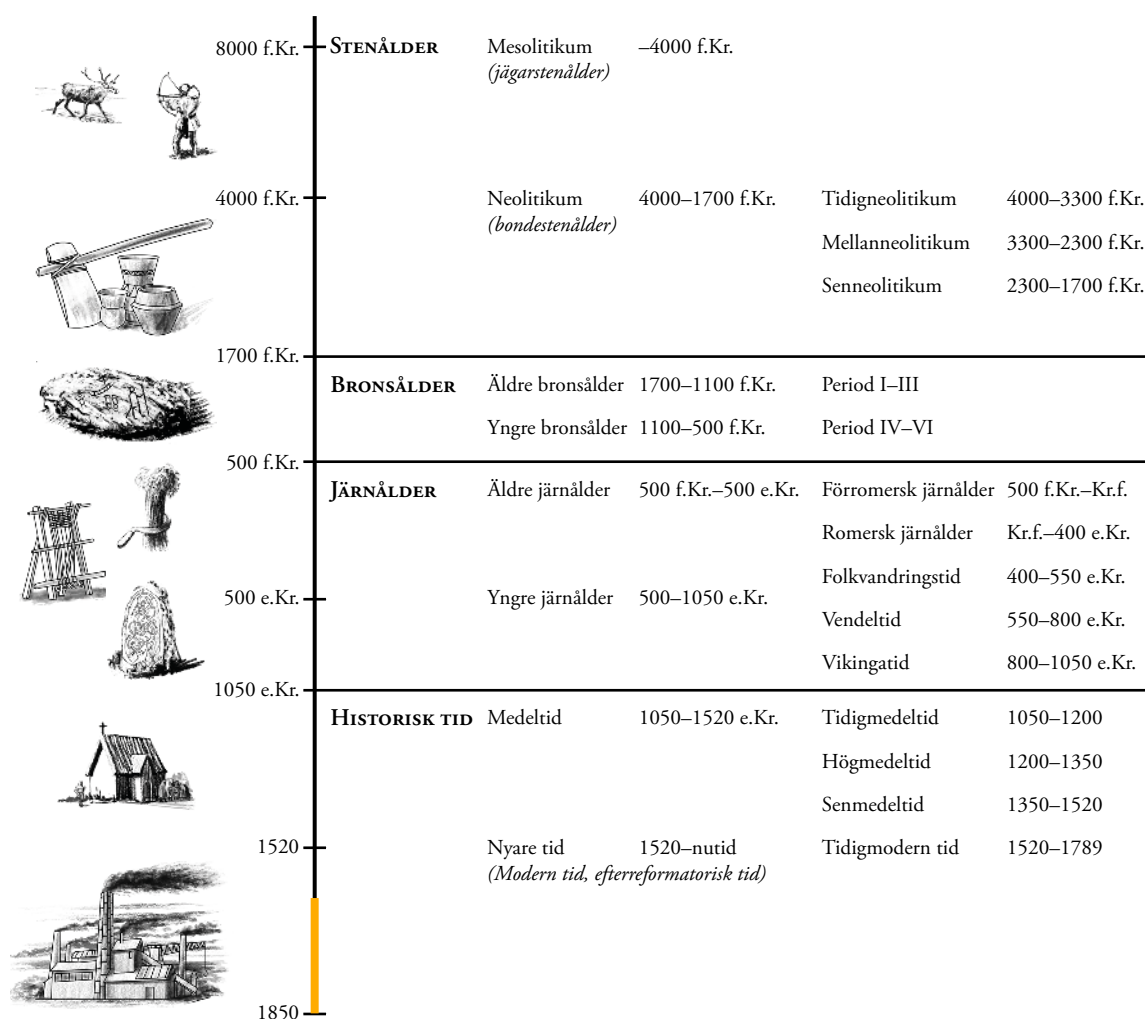 8000 f.Kr. STENÅLDER Mesolitikum –4000 f.Kr.
(jägarstenålder)
4000 f.Kr. Neolitikum 4000–1700 f.Kr. Tidigneolitikum 4000–3300 f.Kr.
(bondestenålder)
Mellanneolitikum 3300–2300 f.Kr.
Senneolitikum 2300–1700 f.Kr.
1700 f.Kr.
BRONSÅLDER Äldre bronsålder 1700–1100 f.Kr. Period I–III
Yngre bronsålder 1100–500 f.Kr. Period IV–VI
500 f.Kr.
JÄRNÅLDER Äldre järnålder 500 f.Kr.–500 e.Kr. Förromersk järnålder 500 f.Kr.–Kr.f.
Romersk järnålder Kr.f.–400 e.Kr.
Folkvandringstid 400–550 e.Kr.
500 e.Kr. Yngre järnålder 500–1050 e.Kr.
Vendeltid 550–800 e.Kr.
Vikingatid 800–1050 e.Kr.
1050 e.Kr.
HISTORISK TID Medeltid 1050–1520 e.Kr. Tidigmedeltid 1050–1200
Högmedeltid 1200–1350
Senmedeltid 1350–1520
1520 Nyare tid 1520–nutid Tidigmodern tid 1520–1789
(Modern tid, efterreformatorisk tid)
1850